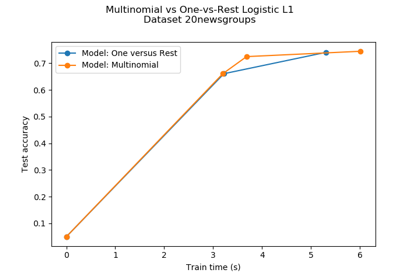 Multinomial vs One-vs-Rest Logistic L1
Dataset 20newsgroups
Model: One versus Rest
Model: Multinomial
Test accuracy
0.7
0.6
0.5
0.4
0.3
0.2
0.1
0 1 2 3 4 5 6
Train time (s)